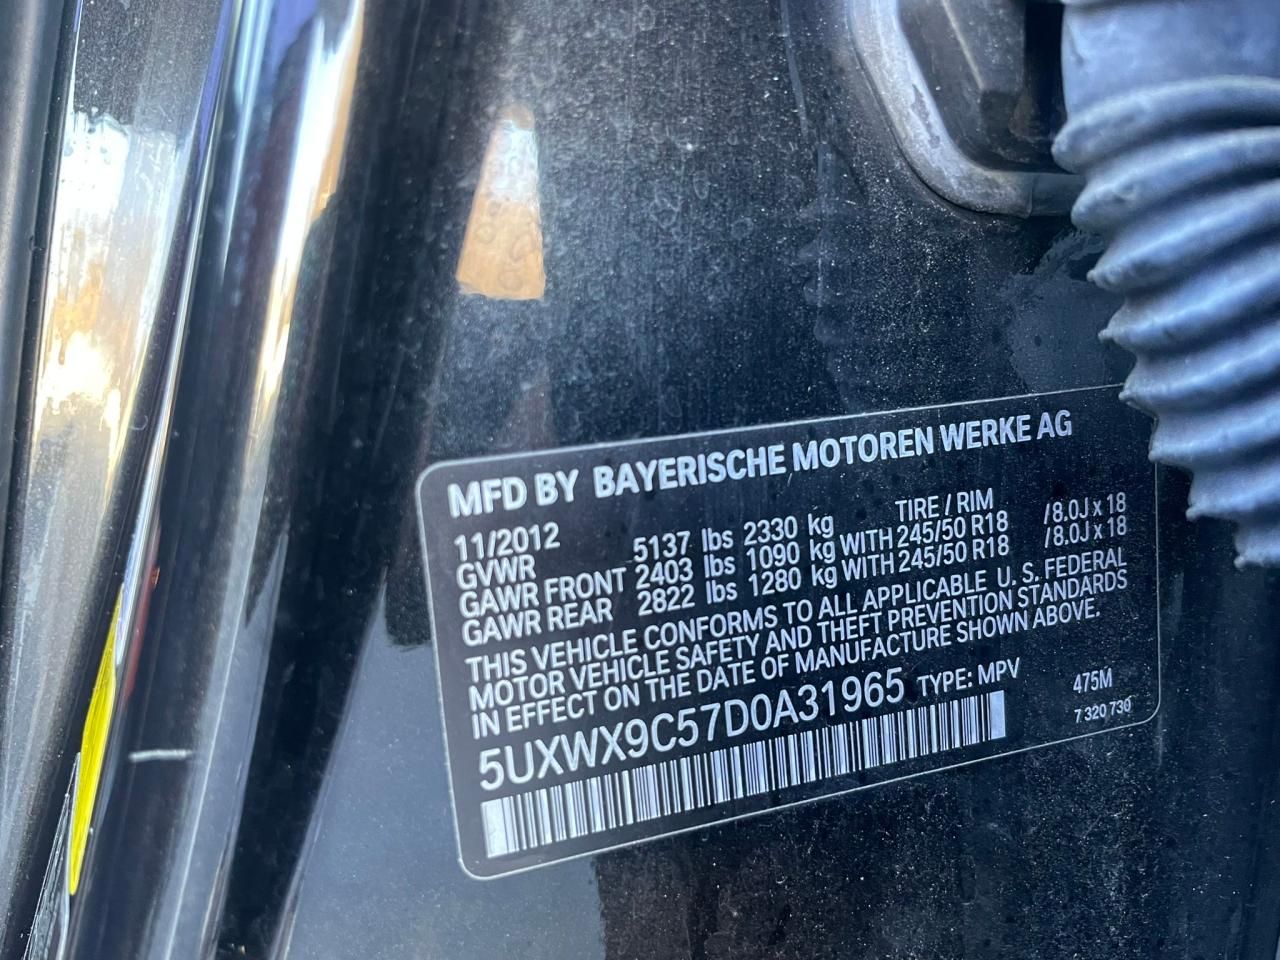 MFD BY BAYERISCHE MOTOREN WERKE AG
11/2012 TIRE / RIM
GVWR 5137 lbs 2330 kg
GAWR FRONT 2403 lbs 1090 kg WITH 245/50 R18 /8.0J x 18
GAWR REAR 2822 lbs 1280 kg WITH 245/50 R18 /8.0J x 18
THIS VEHICLE CONFORMS TO ALL APPLICABLE U. S. FEDERAL
MOTOR VEHICLE SAFETY AND THEFT PREVENTION STANDARDS
IN EFFECT ON THE DATE OF MANUFACTURE SHOWN ABOVE.
5UXWX9C57D0A31965 TYPE: MPV 475M
7 320 730